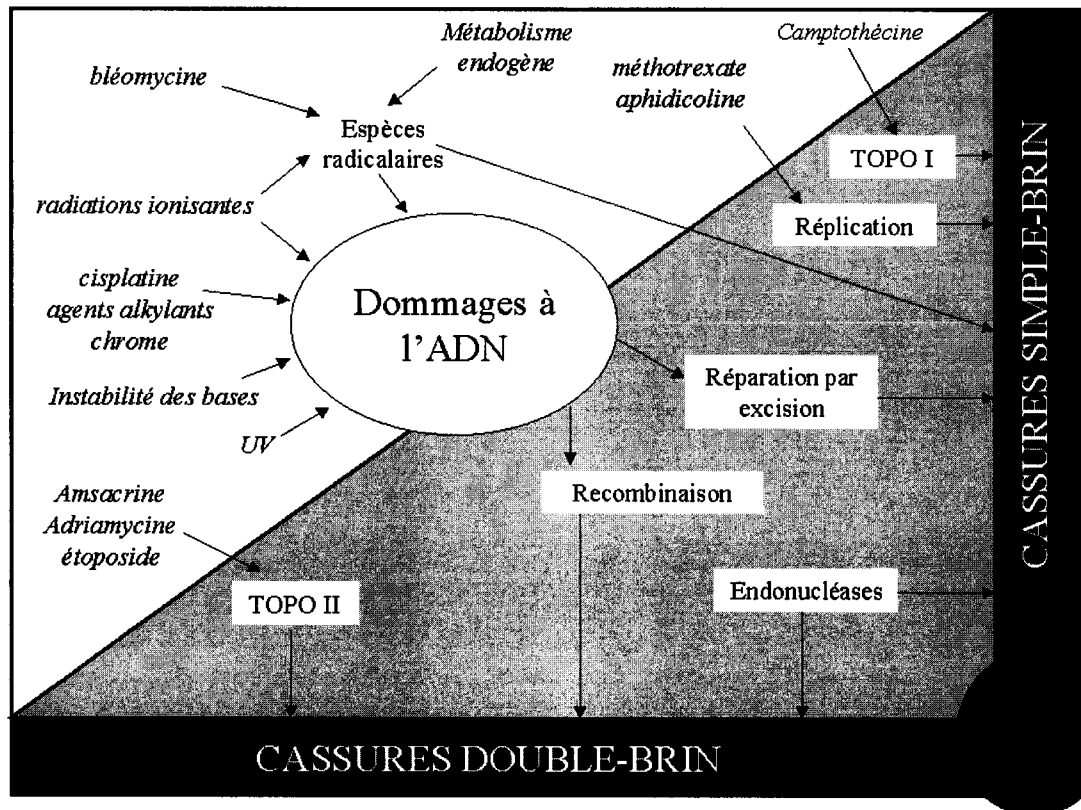 Métabolisme
endogène
Camptothécine
bléomycine
méthotrexate
aphidicoline
Espèces
radicalaires
TOPO I
radiations ionisantes
Réplication
cisplatine
agents alkylants
chrome
Dommages à
l'ADN
Réparation par
excision
Instabilité des bases
UV
Recombinaison
Amsacrine
Adriamycine
étoposide
TOPO II
Endonucléases
CASSURES SIMPLE-BRIN
CASSURES DOUBLE-BRIN